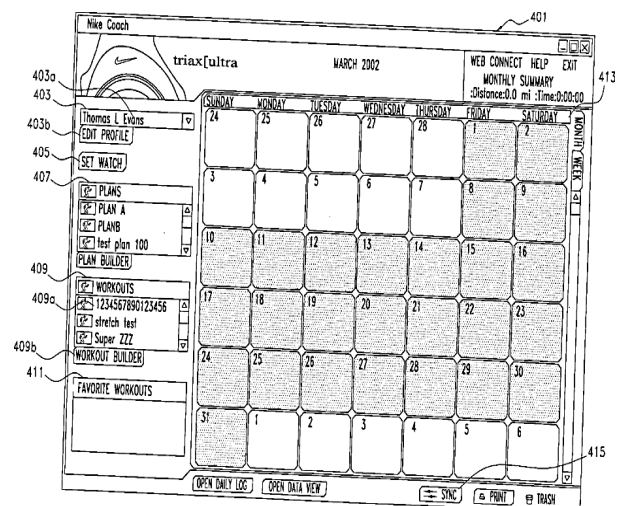 401
Nike Coach
triax[ultra
MARCH 2002
WEB CONNECT HELP EXIT
MONTHLY SUMMARY
:Distance:0.0 mi :Time:0:00:00
413
403a
403
Thomas L Evans
403b
EDIT PROFILE
405
SET WATCH
407
PLANS
PLAN A
PLANB
test plan 100
PLAN BUILDER
409
WORKOUTS
409a
1234567890123456
stretch test
Super ZZZ
409b
WORKOUT BUILDER
411
FAVORITE WORKOUTS
SUNDAY MONDAY TUESDAY WEDNESDAY THURSDAY FRIDAY SATURDAY
24 25 26 27 28 1 2
3 4 5 6 7 8 9
10 11 12 13 14 15 16
17 18 19 20 21 22 23
24 25 26 27 28 29 30
31 1 2 3 4 5 6
MONTH WEEK
415
OPEN DAILY LOG OPEN DATA VIEW SYNC PRINT TRASH